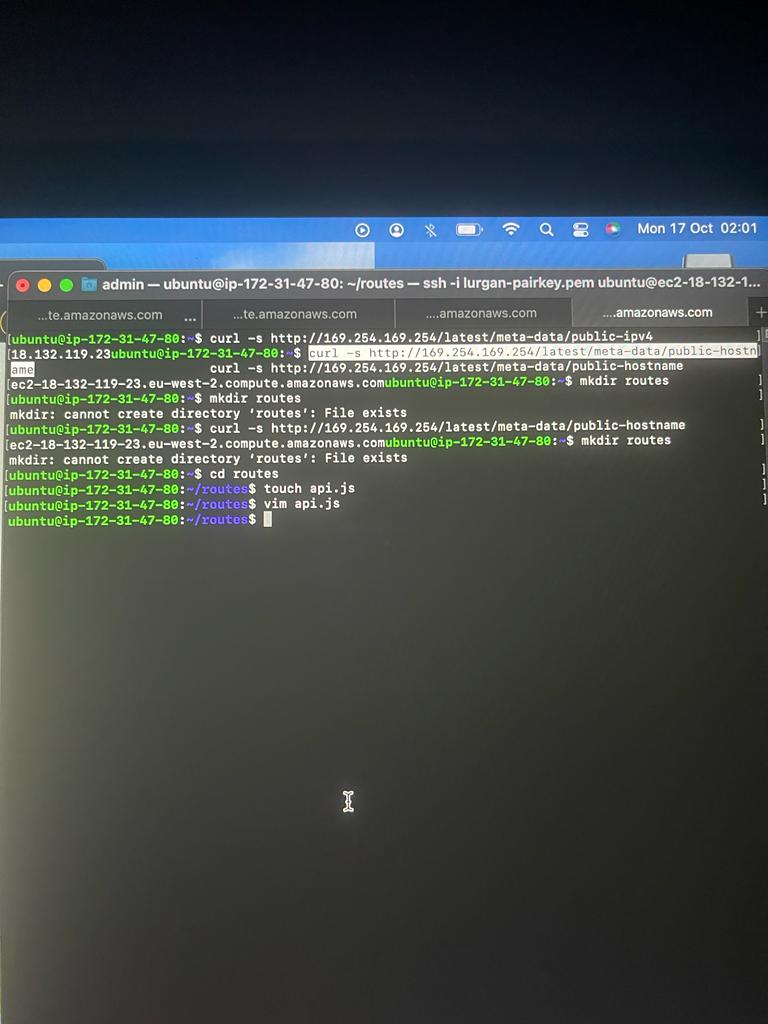 Mon 17 Oct 02:01
admin — ubuntu@ip-172-31-47-80: ~/routes — ssh -i lurgan-pairkey.pem ubuntu@ec2-18-132-1...
...te.amazonaws.com ... ...te.amazonaws.com ....amazonaws.com ....amazonaws.com +
[ubuntu@ip-172-31-47-80:~$ curl -s http://169.254.169.254/latest/meta-data/public-ipv4 ]
[18.132.119.23ubuntu@ip-172-31-47-80:~$ curl -s http://169.254.169.254/latest/meta-data/public-hostn]
ame curl -s http://169.254.169.254/latest/meta-data/public-hostname
[ec2-18-132-119-23.eu-west-2.compute.amazonaws.comubuntu@ip-172-31-47-80:~$ mkdir routes ]
[ubuntu@ip-172-31-47-80:~$ mkdir routes ]
mkdir: cannot create directory ‘routes’: File exists
[ubuntu@ip-172-31-47-80:~$ curl -s http://169.254.169.254/latest/meta-data/public-hostname ]
[ec2-18-132-119-23.eu-west-2.compute.amazonaws.comubuntu@ip-172-31-47-80:~$ mkdir routes ]
mkdir: cannot create directory ‘routes’: File exists
[ubuntu@ip-172-31-47-80:~$ cd routes ]
[ubuntu@ip-172-31-47-80:~/routes$ touch api.js ]
[ubuntu@ip-172-31-47-80:~/routes$ vim api.js ]
ubuntu@ip-172-31-47-80:~/routes$